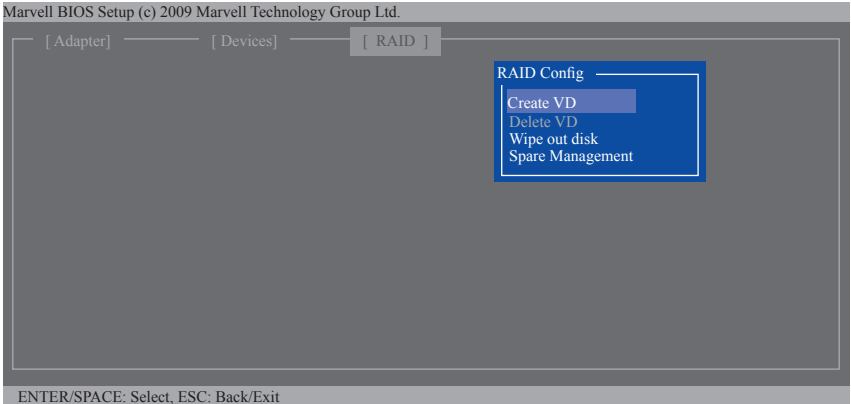 Marvell BIOS Setup (c) 2009 Marvell Technology Group Ltd.
[ Adapter] [ Devices] [ RAID ]
RAID Config
Create VD
Delete VD
Wipe out disk
Spare Management
ENTER/SPACE: Select, ESC: Back/Exit